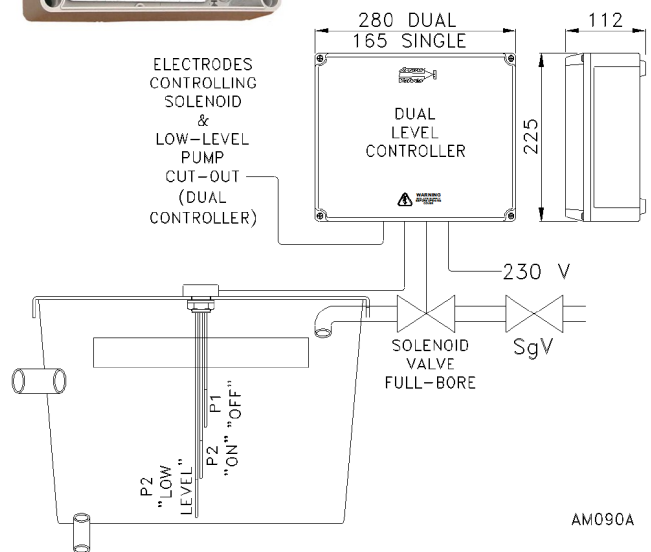 280 DUAL
165 SINGLE
112
ELECTRODES
CONTROLLING
SOLENOID
&
LOW-LEVEL
PUMP
CUT-OUT
(DUAL
CONTROLLER)
DUAL
LEVEL
CONTROLLER
WARNING
225
230 V
SOLENOID
VALVE
FULL-BORE
SgV
P1
"OFF"
P2
"ON"
P2
"LOW
LEVEL"
AM090A